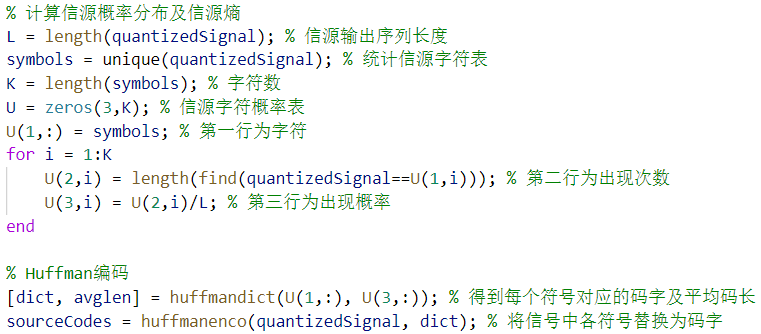 % 计算信源概率分布及信源熵
L = length(quantizedSignal); % 信源输出序列长度
symbols = unique(quantizedSignal); % 统计信源字符表
K = length(symbols); % 字符数
U = zeros(3,K); % 信源字符概率表
U(1,:) = symbols; % 第一行为字符
for i = 1:K
    U(2,i) = length(find(quantizedSignal==U(1,i))); % 第二行为出现次数
    U(3,i) = U(2,i)/L; % 第三行为出现概率
end

% Huffman编码
[dict, avglen] = huffmandict(U(1,:), U(3,:)); % 得到每个符号对应的码字及平均码长
sourceCodes = huffmanenco(quantizedSignal, dict); % 将信号中各符号替换为码字